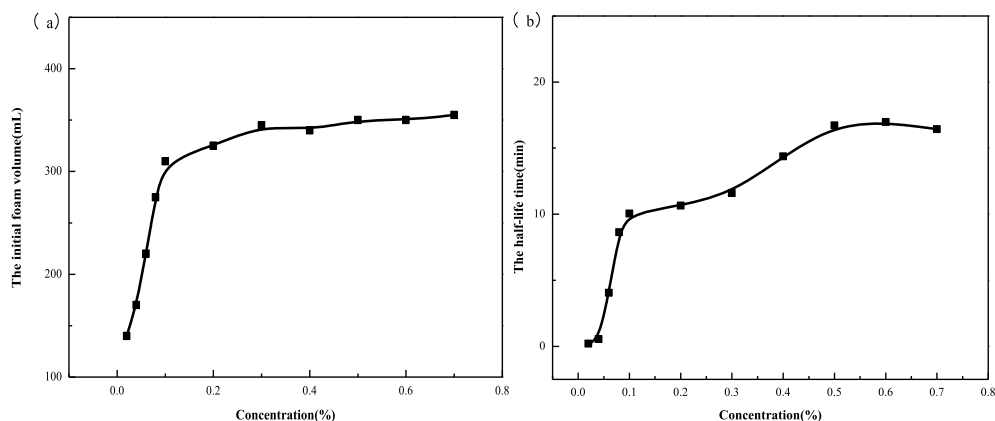 (a)
The initial foam volume(mL)
400
300
200
100
0.0 0.2 0.4 0.6 0.8
Concentration(%)
(b)
The half-life time(min)
20
10
0
0.0 0.1 0.2 0.3 0.4 0.5 0.6 0.7 0.8
Concentration(%)